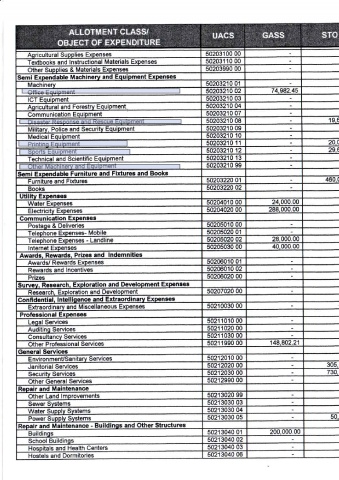 ALLOTMENT CLASS/ OBJECT OF EXPENDITURE UACS GASS STO
Agricultural Supplies Expenses 50203100 00 -
Textbooks and Instructional Materials Expenses 50203110 00 -
Other Supplies & Materials Expenses 50203990 00 -
Semi Expendable Machinery and Equipment Expenses
Machinery 50203210 01 -
Office Equipment 50203210 02 74,982.45
ICT Equipment 50203210 03 -
Agricultural and Forestry Equipment 50203210 04 -
Communication Equipment 50203210 07 -
Disaster Response and Rescue Equipment 50203210 08 - 19,
Military, Police and Security Equipment 50203210 09 -
Medical Equipment 50203210 10 -
Printing Equipment 50203210 11 - 20,
Sports Equipment 50203210 12 - 29,
Technical and Scientific Equipment 50203210 13 -
Other Machinery and Equipment 50203210 99 -
Semi Expendable Furniture and Fixtures and Books
Furniture and Fixtures 50203220 01 - 460,
Books 50203220 02 -
Utility Expenses
Water Expenses 50204010 00 24,000.00
Electricity Expenses 50204020 00 288,000.00
Communication Expenses
Postage & Deliveries 50205010 00 -
Telephone Expenses- Mobile 50205020 01 -
Telephone Expenses - Landline 50205020 02 28,000.00
Internet Expenses 50205030 00 40,000.00
Awards, Rewards, Prizes and Indemnities
Awards/ Rewards Expenses 50206010 01 -
Rewards and Incentives 50206010 02 -
Prizes 50206020 00 -
Survey, Research, Exploration and Development Expenses
Research, Exploration and Development 50207020 00 -
Confidential, Intelligence and Extraordinary Expenses
Extraordinary and Miscellaneous Expenses 50210030 00 -
Professional Expenses
Legal Services 50211010 00 -
Auditing Services 50211020 00 -
Consultancy Services 50211030 00 -
Other Professional Services 50211990 00 148,802.21
General Services
Environment/Sanitary Services 50212010 00 -
Janitorial Services 50212020 00 - 305,
Security Services 50212030 00 - 730,
Other General Services 50212990 00 -
Repair and Maintenance
Other Land Improvements 50213020 99 -
Sewer Systems 50213030 03 -
Water Supply Systems 50213030 04 -
Power Supply Systems 50213030 05 - 50,
Repair and Maintenance - Buildings and Other Structures
Buildings 50213040 01 200,000.00
School Buildings 50213040 02 -
Hospitals and Health Centers 50213040 03 -
Hostels and Dormitories 50213040 06 -